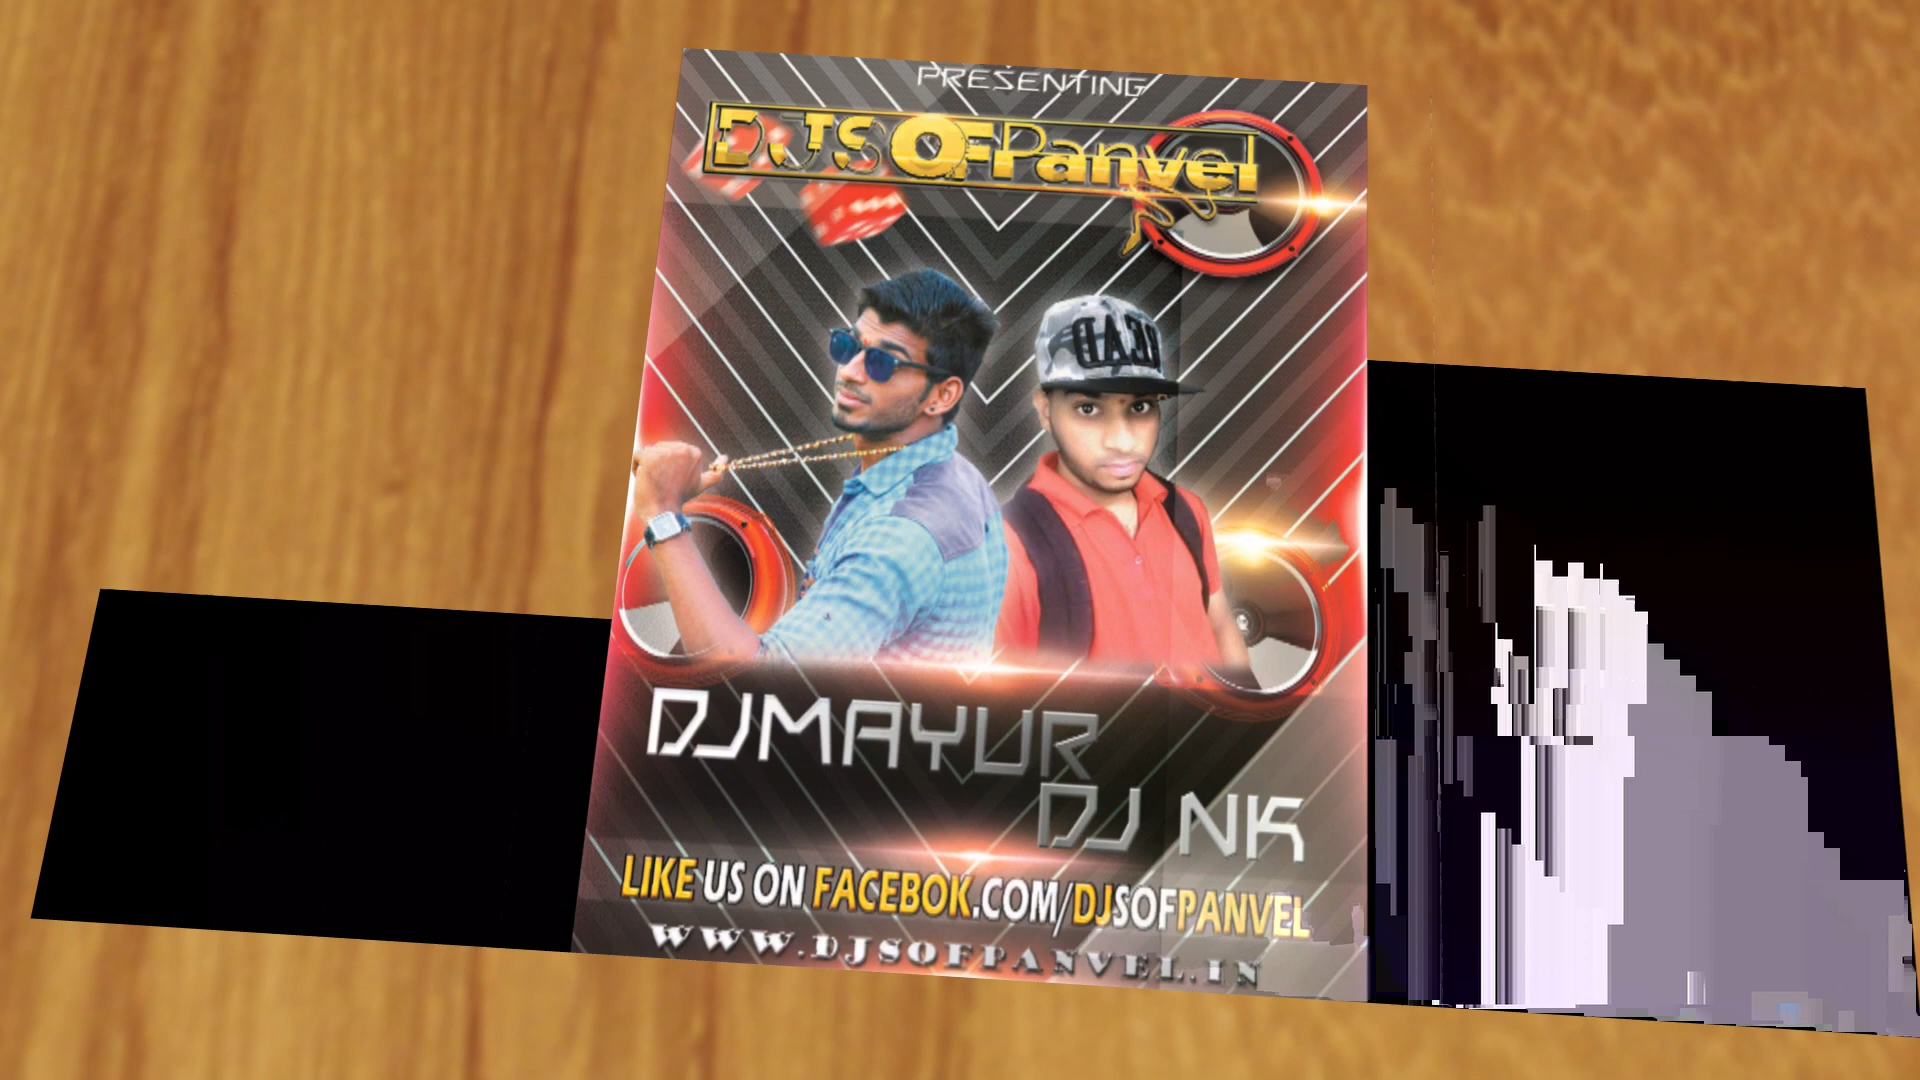 PRESENTING
DJS OF Panvel
DJ MAYUR
DJ NK
LIKE US ON FACEBOK.COM/DJSOFPANVEL
WWW.DJSOFPANVEL.IN